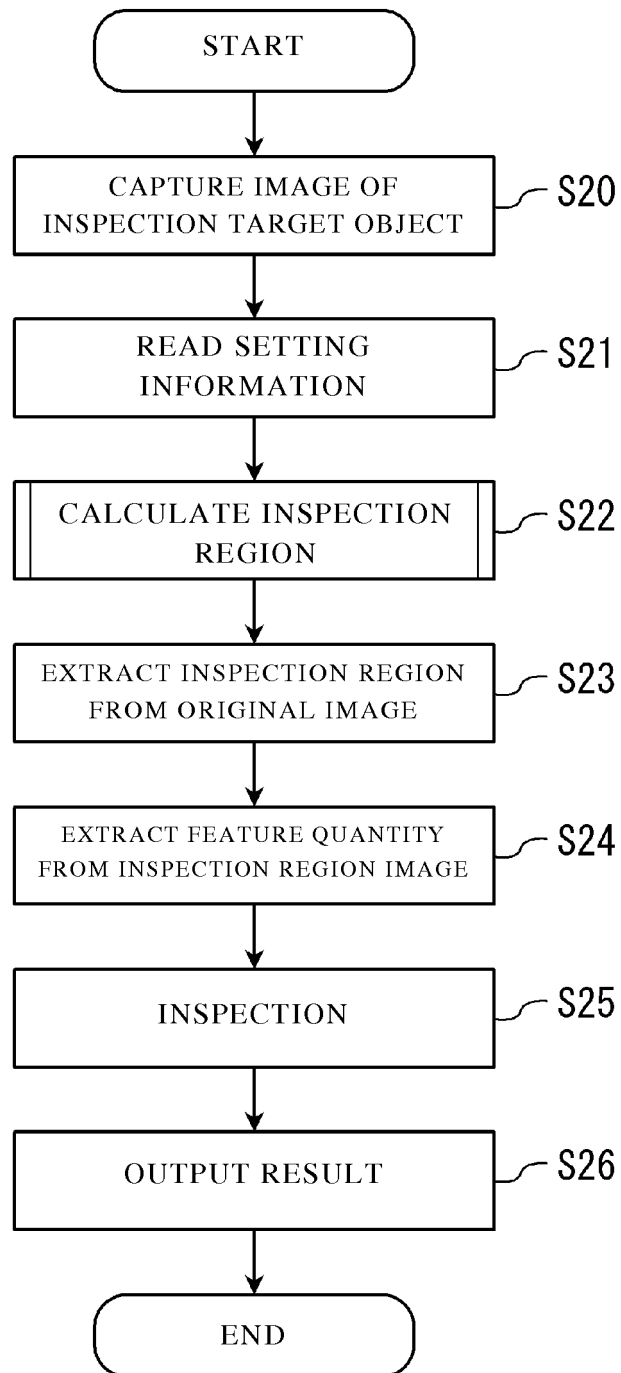 START
CAPTURE IMAGE OF
INSPECTION TARGET OBJECT
S20
READ SETTING
INFORMATION
S21
CALCULATE INSPECTION
REGION
S22
EXTRACT INSPECTION REGION
FROM ORIGINAL IMAGE
S23
EXTRACT FEATURE QUANTITY
FROM INSPECTION REGION IMAGE
S24
INSPECTION
S25
OUTPUT RESULT
S26
END